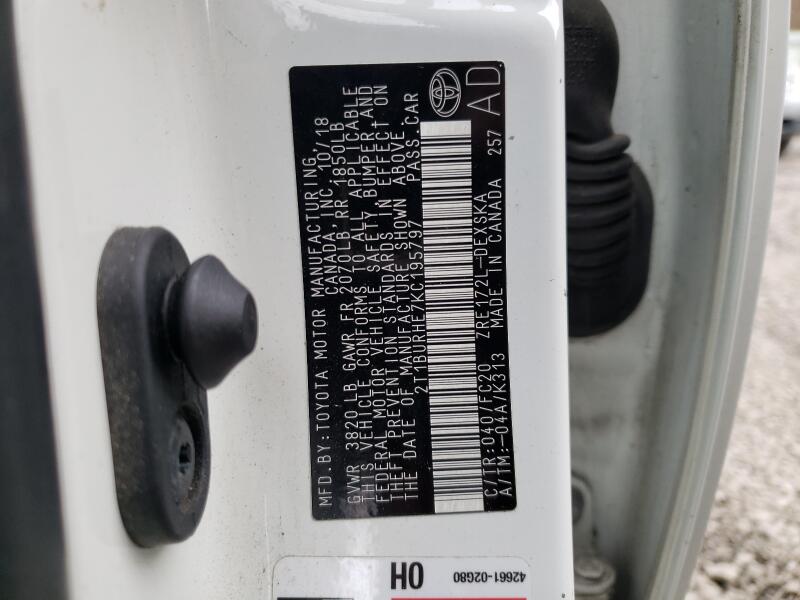 MFD.BY:TOYOTA MOTOR MANUFACTURING,
CANADA, INC. 10/18
GVWR 3820 LB GAWR FR 2070LB, RR 1850LB
THIS VEHICLE CONFORMS TO ALL APPLICABLE
FEDERAL MOTOR VEHICLE SAFETY, BUMPER AND
THEFT PREVENTION STANDARDS IN EFFECT ON
THE DATE OF MANUFACTURE SHOWN ABOVE.
2T1BURHE7KC195797 PASS.CAR
C/TR:040/FC20 ZRE172L-DEXSKA
A/TM:-04A/K313 MADE IN CANADA 257
AD
OH
42661-02G80